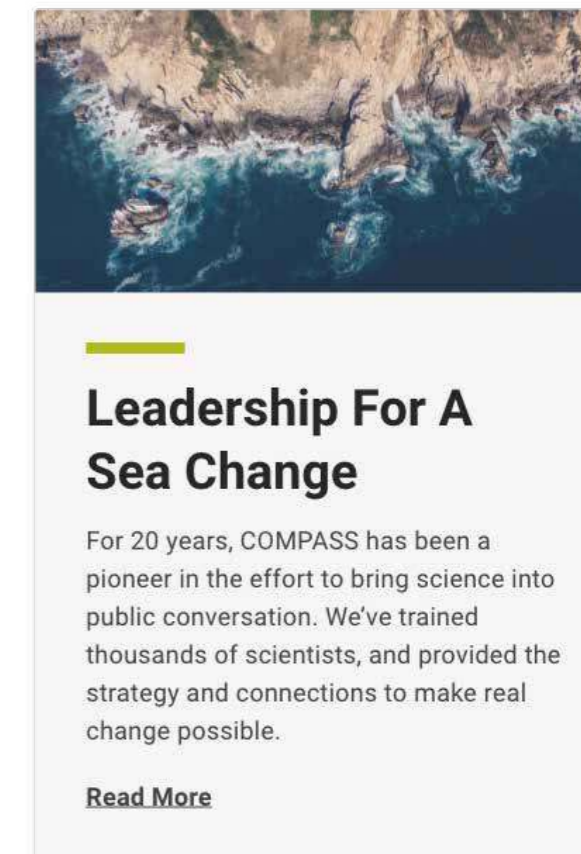 Leadership For A
Sea Change
For 20 years, COMPASS has been a
pioneer in the effort to bring science into
public conversation. We’ve trained
thousands of scientists, and provided the
strategy and connections to make real
change possible.
Read More